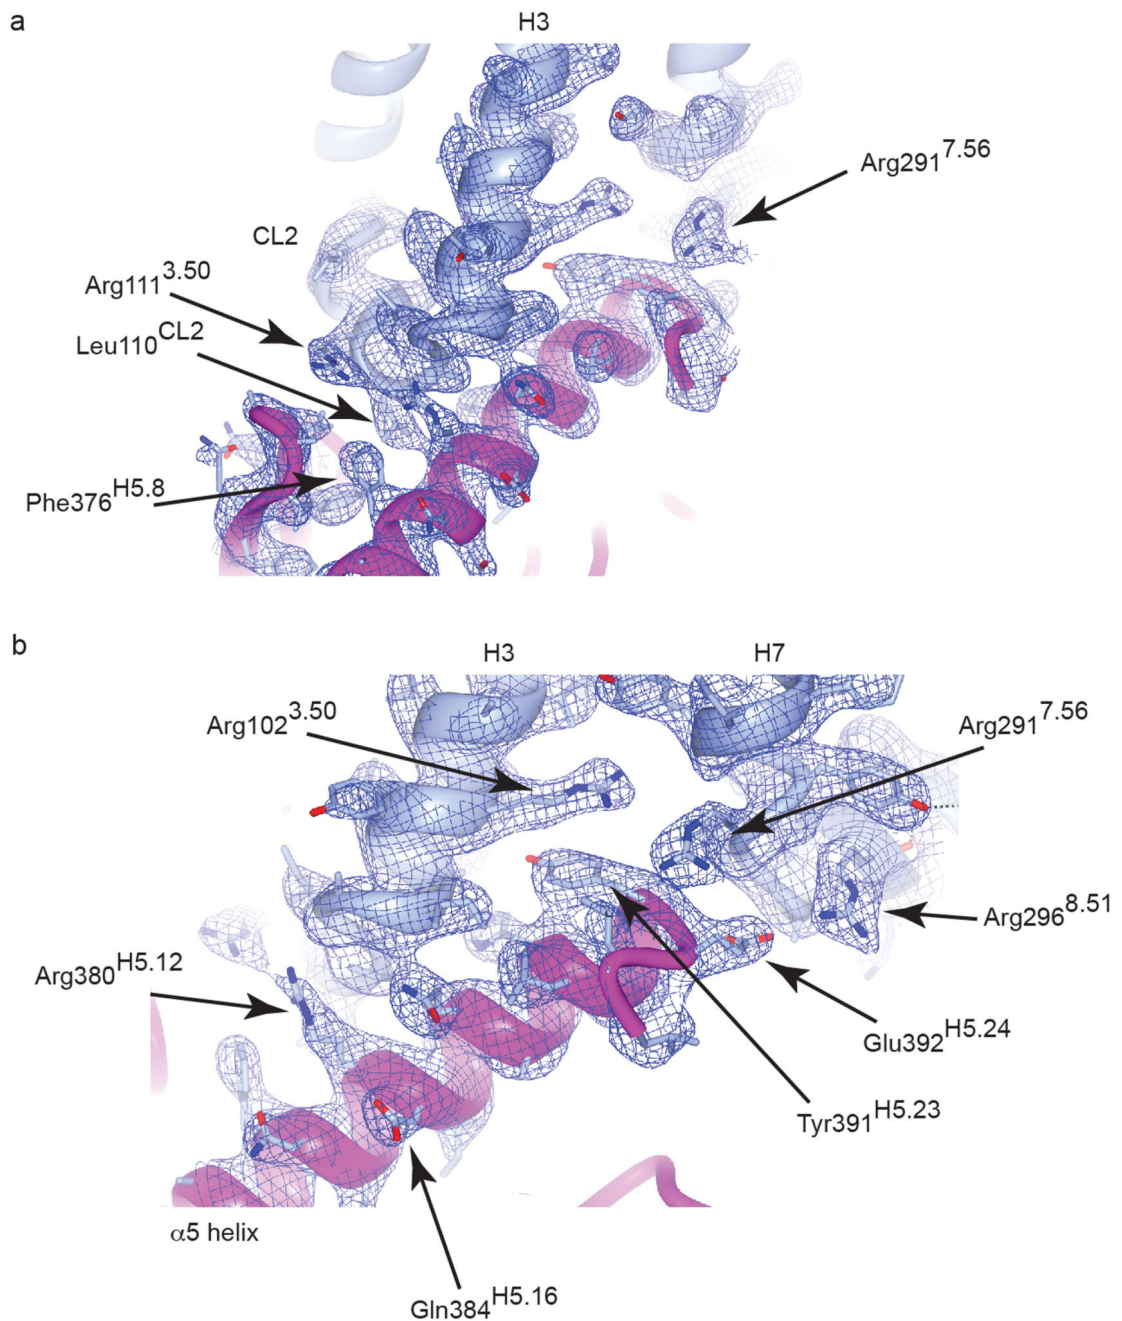 a
H3
Arg291^7.56
CL2
Arg111^3.50
Leu110^CL2
Phe376^H5.8
b
H3
H7
Arg102^3.50
Arg291^7.56
Arg296^8.51
Arg380^H5.12
Glu392^H5.24
Tyr391^H5.23
α5 helix
Gln384^H5.16